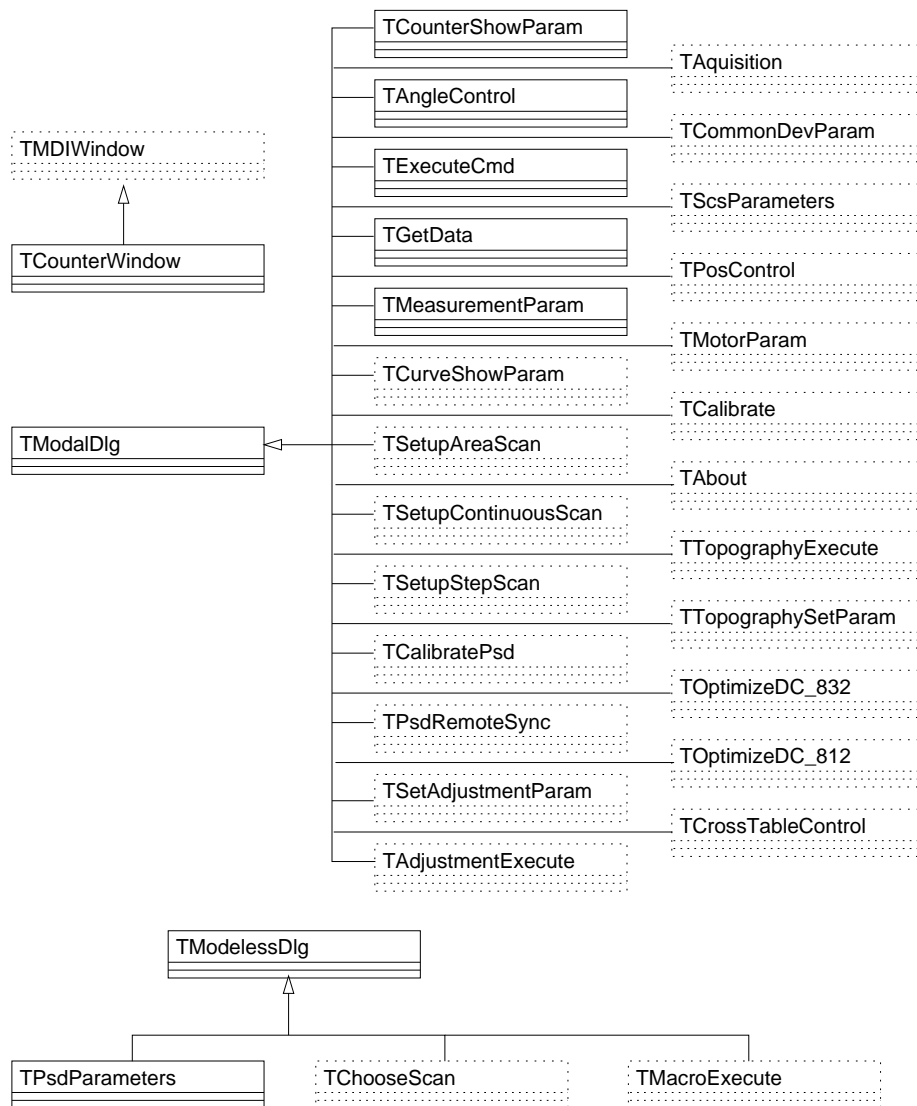 TCounterShowParam
TAquisition
TAngleControl
TCommonDevParam
TMDIWindow
TExecuteCmd
TScsParameters
TGetData
TCounterWindow
TPosControl
TMeasurementParam
TMotorParam
TCurveShowParam
TCalibrate
TModalDlg
TSetupAreaScan
TAbout
TSetupContinuousScan
TTopographyExecute
TSetupStepScan
TTopographySetParam
TCalibratePsd
TOptimizeDC_832
TPsdRemoteSync
TOptimizeDC_812
TSetAdjustmentParam
TCrossTableControl
TAdjustmentExecute
TModelessDlg
TPsdParameters
TChooseScan
TMacroExecute